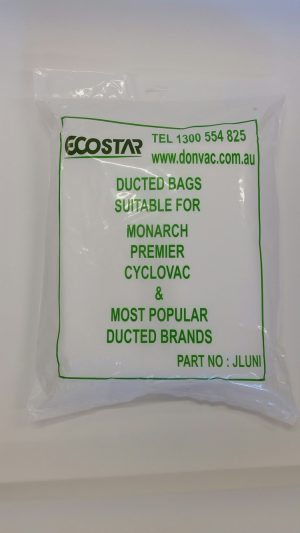 ECOSTAR
TEL 1300 554 825
www.donvac.com.au
DUCTED BAGS
SUITABLE FOR
MONARCH
PREMIER
CYCLOVAC
&
MOST POPULAR
DUCTED BRANDS
PART NO : JLUNI